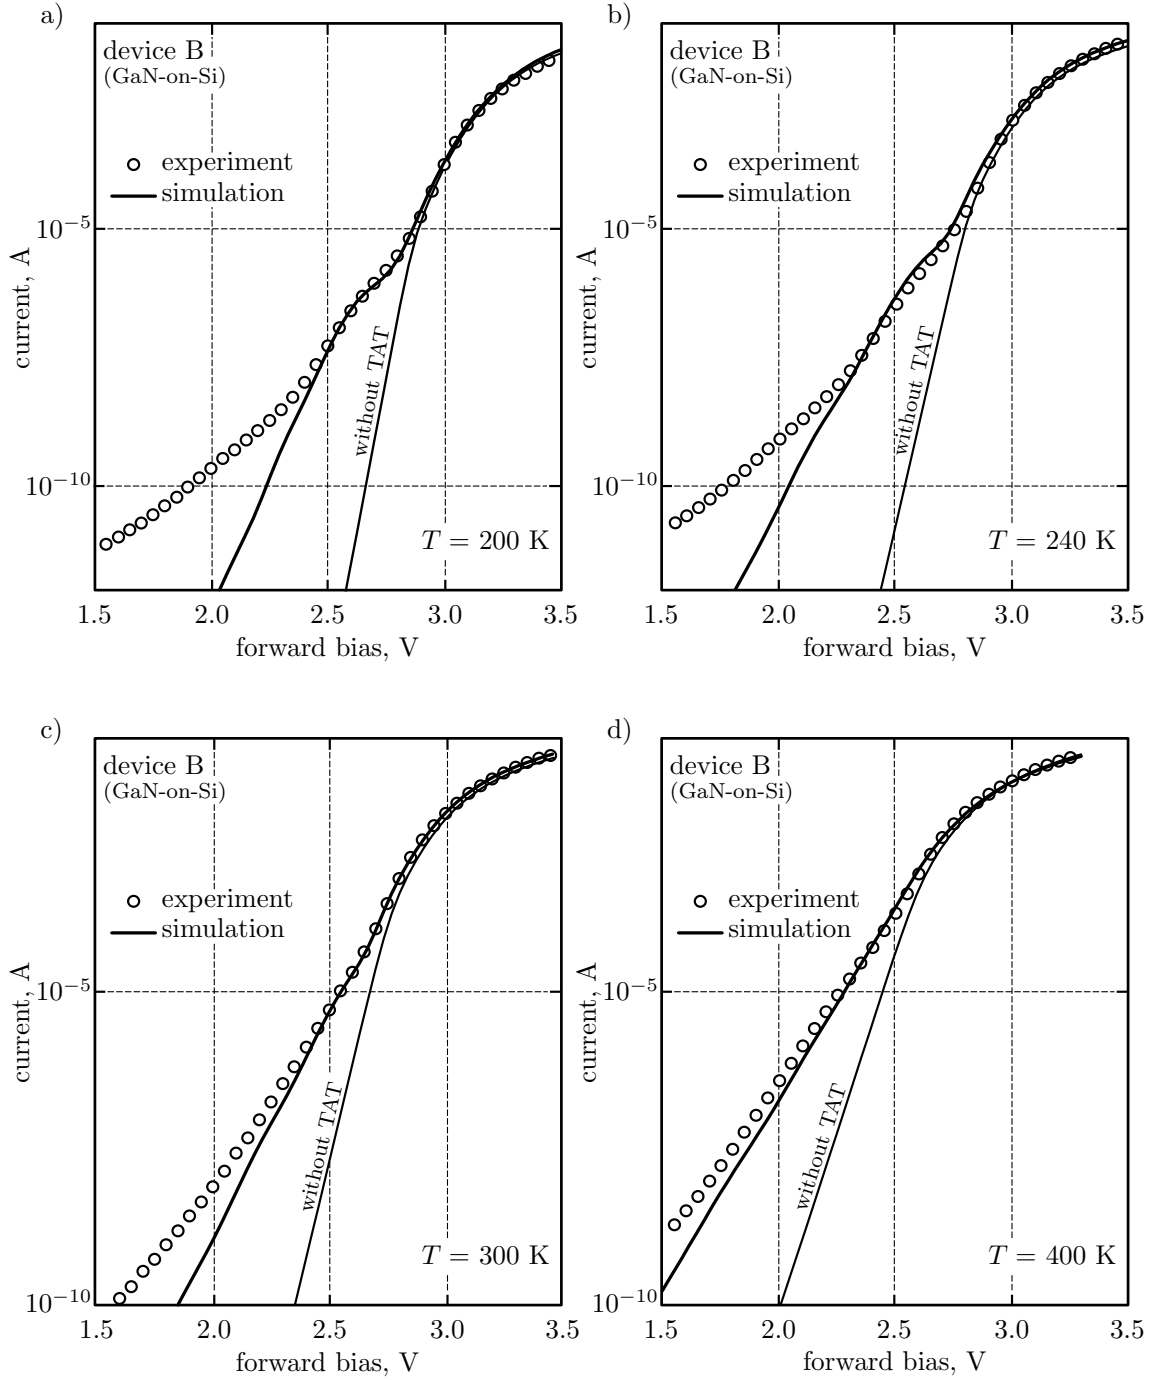 a)
device B
(GaN-on-Si)
experiment
simulation
10⁻⁵
10⁻¹⁰
current, A
without TAT
T = 200 K
1.5 2.0 2.5 3.0 3.5
forward bias, V
b)
device B
(GaN-on-Si)
experiment
simulation
10⁻⁵
10⁻¹⁰
current, A
without TAT
T = 240 K
1.5 2.0 2.5 3.0 3.5
forward bias, V
c)
device B
(GaN-on-Si)
experiment
simulation
10⁻⁵
10⁻¹⁰
current, A
without TAT
T = 300 K
1.5 2.0 2.5 3.0 3.5
forward bias, V
d)
device B
(GaN-on-Si)
experiment
simulation
10⁻⁵
10⁻¹⁰
current, A
without TAT
T = 400 K
1.5 2.0 2.5 3.0 3.5
forward bias, V